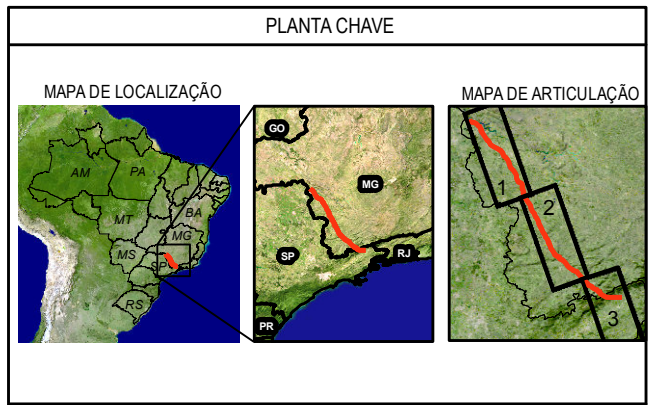 PLANTA CHAVE
MAPA DE LOCALIZAÇÃO
AM
PA
BA
MT
MG
MS
SP
RS
GO
MG
SP
RJ
PR
MAPA DE ARTICULAÇÃO
1
2
3